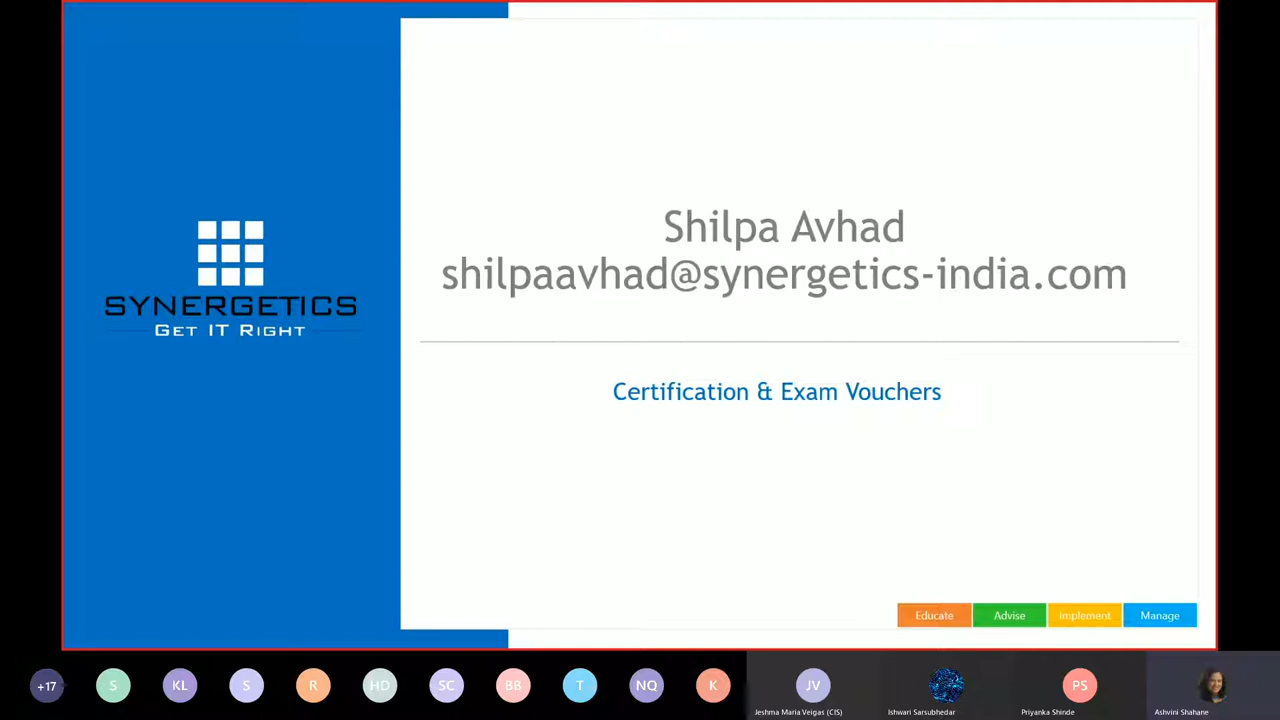 SYNERGETICS
GET IT RIGHT
Shilpa Avhad
shilpaavhad@synergetics-india.com
Certification & Exam Vouchers
Educate
Advise
Implement
Manage
+17
S
KL
S
R
HD
SC
BB
T
NQ
K
JV
PS
Jeshma Maria Veigas (CIS)
Ishwari Sarsubhedar
Priyanka Shinde
Ashvini Shahane